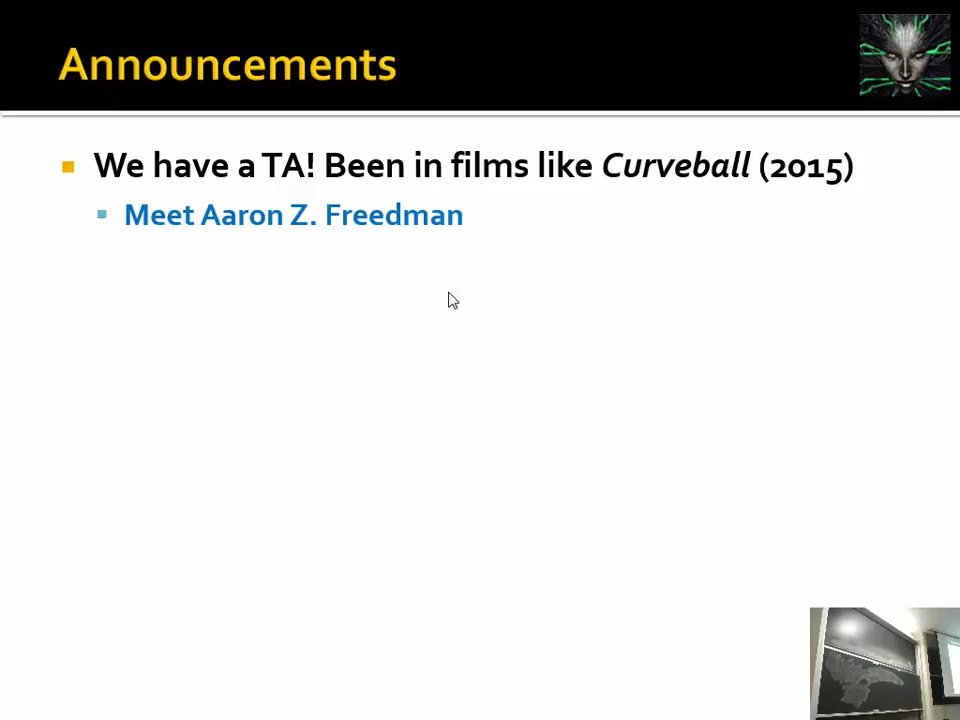 Announcements
We have a TA! Been in films like Curveball (2015)
Meet Aaron Z. Freedman